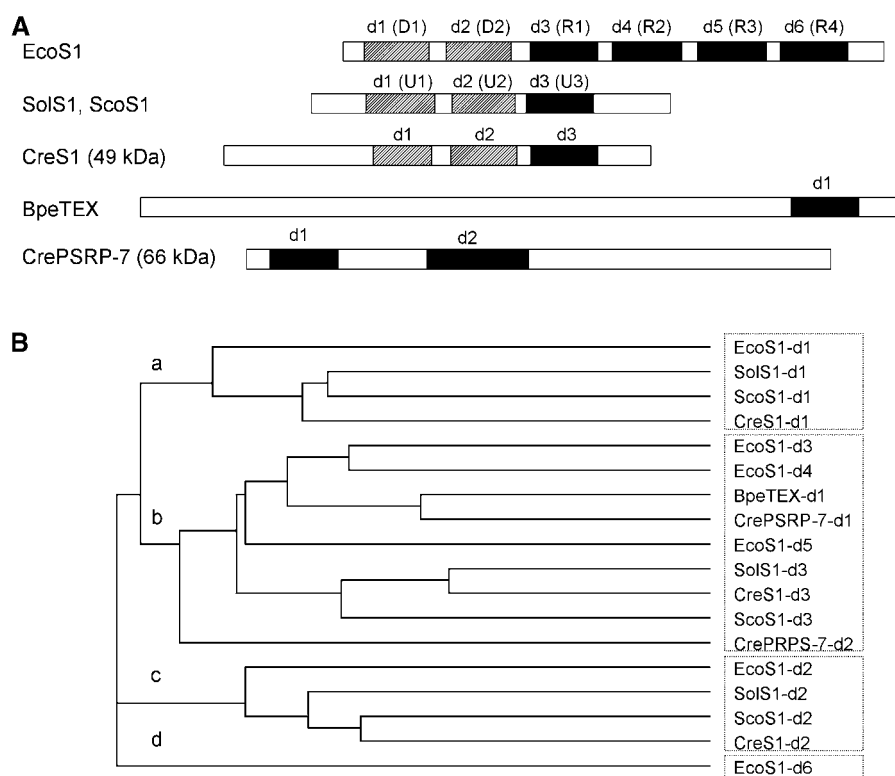 A
d1 (D1) d2 (D2) d3 (R1) d4 (R2) d5 (R3) d6 (R4)
EcoS1
d1 (U1) d2 (U2) d3 (U3)
SolS1, ScoS1
d1 d2 d3
CreS1 (49 kDa)
d1
BpeTEX
d1 d2
CrePSRP-7 (66 kDa)
B
a
b
c
d
EcoS1-d1
SolS1-d1
ScoS1-d1
CreS1-d1
EcoS1-d3
EcoS1-d4
BpeTEX-d1
CrePSRP-7-d1
EcoS1-d5
SolS1-d3
CreS1-d3
ScoS1-d3
CrePRPS-7-d2
EcoS1-d2
SolS1-d2
ScoS1-d2
CreS1-d2
EcoS1-d6